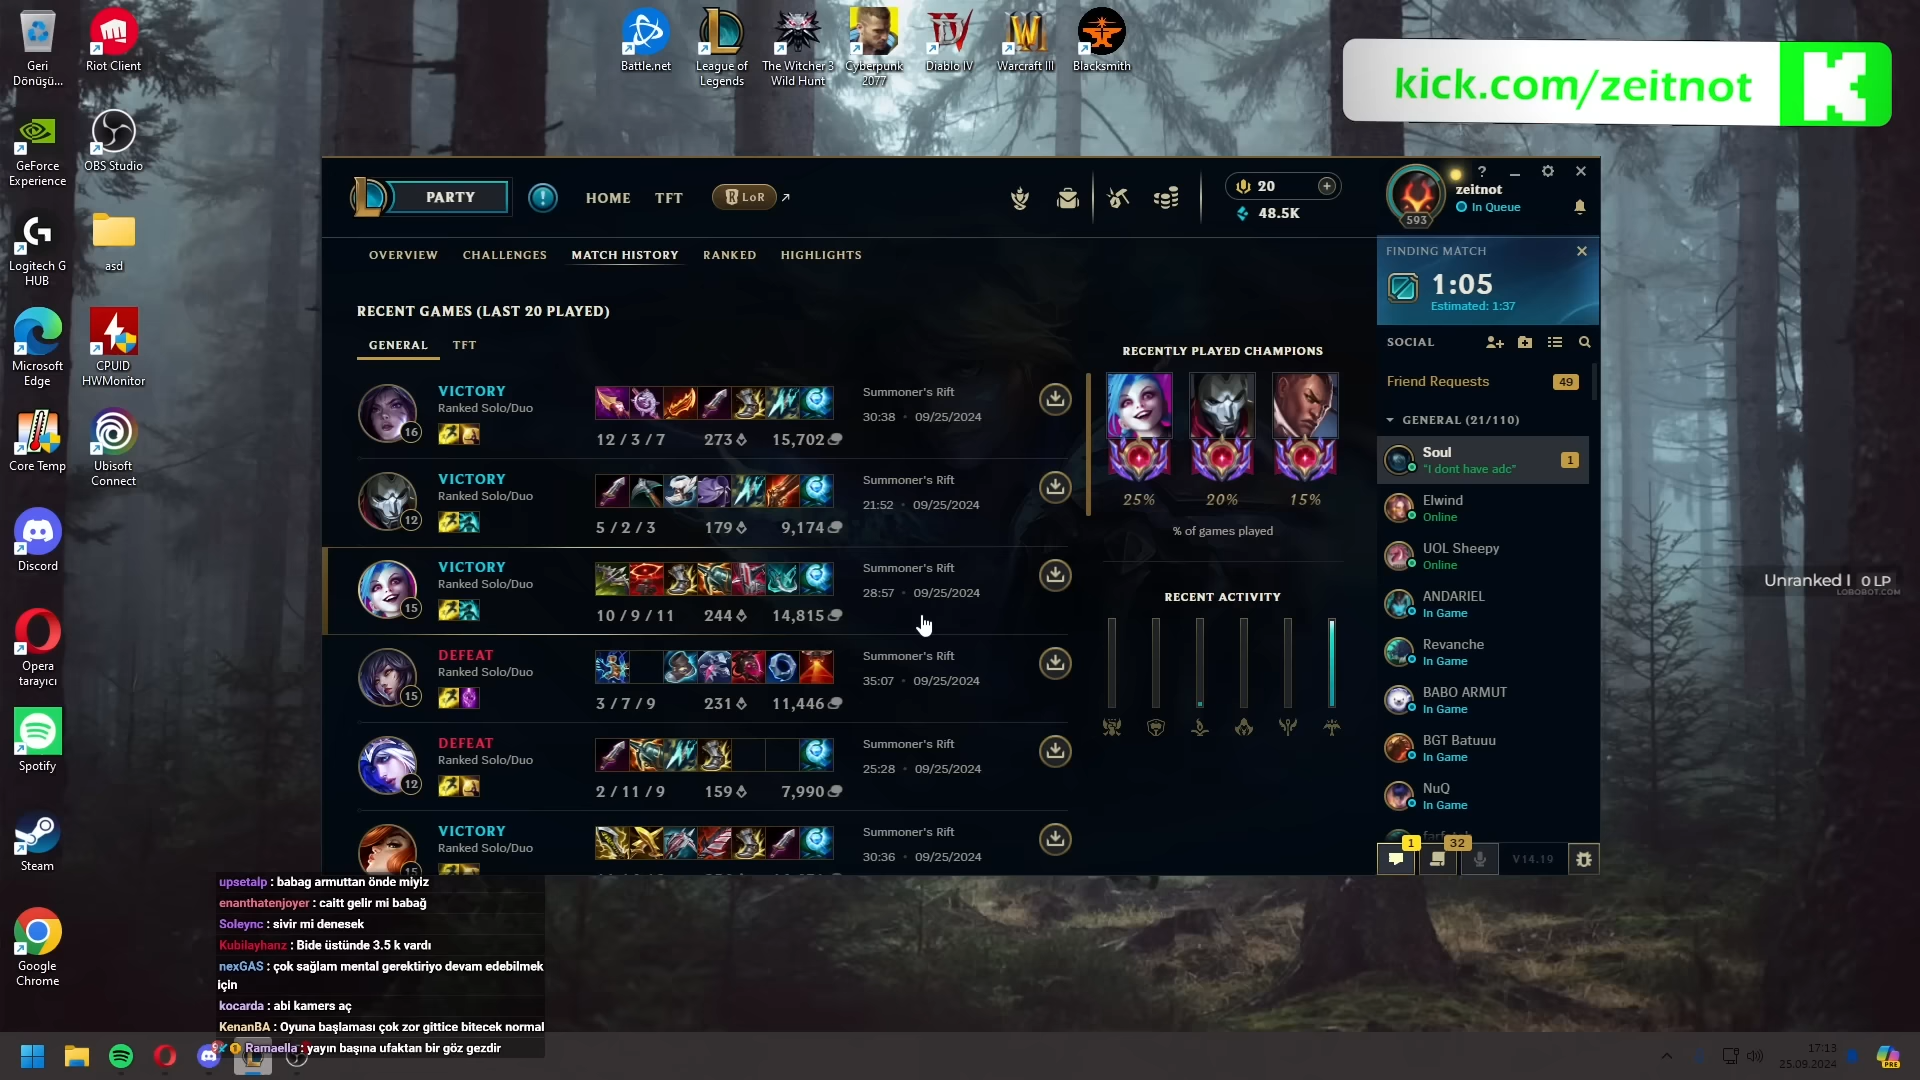 Geri
Dönüşü...
Riot Client
Battle.net
League of
Legends
The Witcher 3
Wild Hunt
Cyberpunk
2077
Diablo IV
Warcraft III
Blacksmith
kick.com/zeitnot
GeForce
Experience
OBS Studio
Logitech G
HUB
asd
Microsoft
Edge
CPUID
HWMonitor
Core Temp
Ubisoft
Connect
Discord
Opera
tarayıcı
Spotify
Steam
Google
Chrome
PARTY
HOME
TFT
LoR
20
48.5K
593
zeitnot
In Queue
OVERVIEW
CHALLENGES
MATCH HISTORY
RANKED
HIGHLIGHTS
FINDING MATCH
1:05
Estimated: 1:37
RECENT GAMES (LAST 20 PLAYED)
GENERAL
TFT
VICTORY
Ranked Solo/Duo
16
12 / 3 / 7
273
15,702
Summoner's Rift
30:38 • 09/25/2024
VICTORY
Ranked Solo/Duo
12
5 / 2 / 3
179
9,174
Summoner's Rift
21:52 • 09/25/2024
VICTORY
Ranked Solo/Duo
15
10 / 9 / 11
244
14,815
Summoner's Rift
28:57 • 09/25/2024
DEFEAT
Ranked Solo/Duo
15
3 / 7 / 9
231
11,446
Summoner's Rift
35:07 • 09/25/2024
DEFEAT
Ranked Solo/Duo
12
2 / 11 / 9
159
7,990
Summoner's Rift
25:28 • 09/25/2024
VICTORY
Ranked Solo/Duo
15
Summoner's Rift
30:36 • 09/25/2024
RECENTLY PLAYED CHAMPIONS
25%
20%
15%
% of games played
RECENT ACTIVITY
SOCIAL
Friend Requests
49
GENERAL (21/110)
Soul
"I dont have adc"
1
Elwind
Online
UOL Sheepy
Online
ANDARIEL
In Game
Revanche
In Game
BABO ARMUT
In Game
BGT Batuuu
In Game
NuQ
In Game
1
32
V14.19
Unranked | 0 LP
LOBOBOT.COM
upsetalp : babag armuttan önde miyiz
enanthatenjoyer : caitt gelir mi babağ
Soleync : sivir mi denesek
Kubilayhanz : Bide üstünde 3.5 k vardı
nexGAS : çok sağlam mental gerektiriyo devam edebilmek
için
kocarda : abi kamers aç
KenanBA : Oyuna başlaması çok zor gittice bitecek normal
Ramaella : yayın başına ufaktan bir göz gezdir
17:13
25.09.2024
PRE